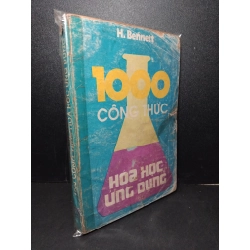 H. Bennett
1000
CÔNG THỨC
HOÁ HỌC
ỨNG DỤNG